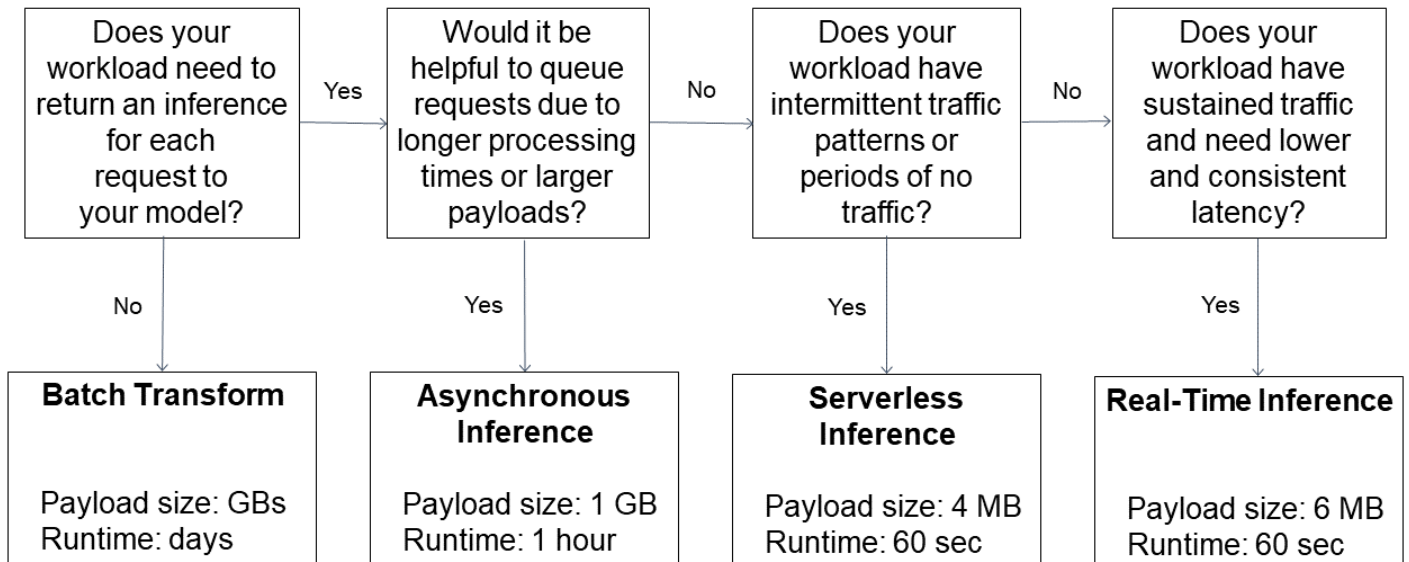 Does your
workload need to
return an inference
for each
request to
your model?
Yes
Would it be
helpful to queue
requests due to
longer processing
times or larger
payloads?
No
Does your
workload have
intermittent traffic
patterns or
periods of no
traffic?
No
Does your
workload have
sustained traffic
and need lower
and consistent
latency?
No
Yes
Yes
Yes
Batch Transform
Payload size: GBs
Runtime: days
Asynchronous
Inference
Payload size: 1 GB
Runtime: 1 hour
Serverless
Inference
Payload size: 4 MB
Runtime: 60 sec
Real-Time Inference
Payload size: 6 MB
Runtime: 60 sec